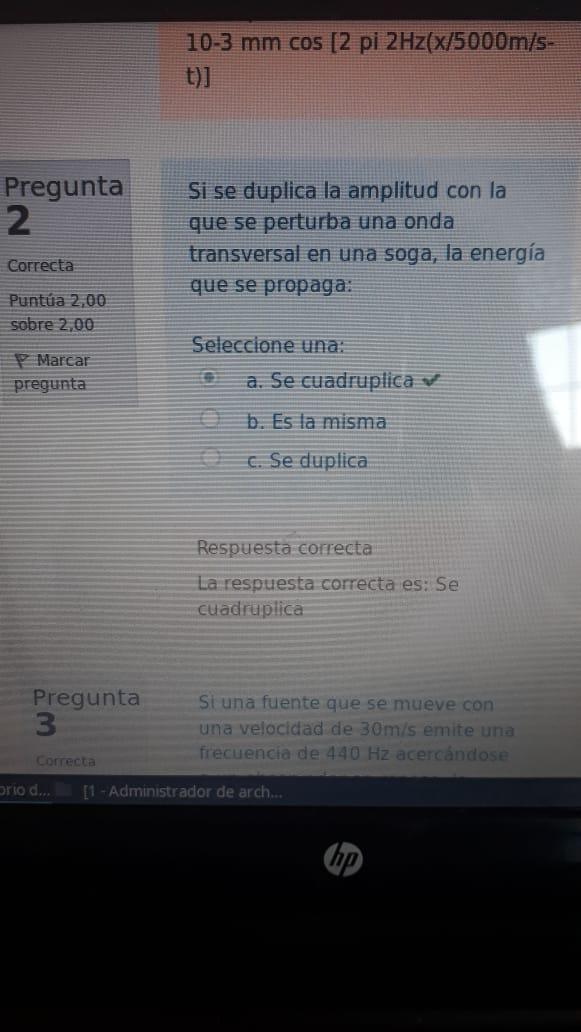 10-3 mm cos [2 pi 2Hz(x/5000m/s-
t)]
Pregunta
2
Correcta
Puntúa 2,00
sobre 2,00
Marcar
pregunta
Si se duplica la amplitud con la
que se perturba una onda
transversal en una soga, la energía
que se propaga:
Seleccione una:
a. Se cuadruplica
b. Es la misma
c. Se duplica
Respuesta correcta
La respuesta correcta es: Se
cuadruplica
Pregunta
3
Correcta
Si una fuente que se mueve con
una velocidad de 30m/s emite una
frecuencia de 440 Hz acercándose
orio d... [1 - Administrador de arch...
hp